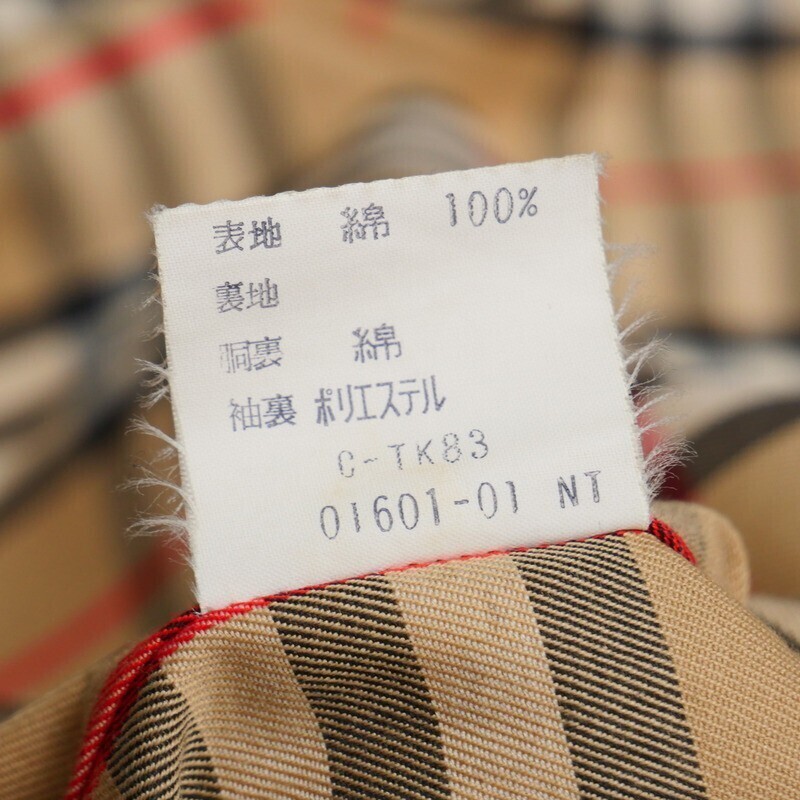 表地 綿 100%
裏地
胴裏 綿
袖裏 ポリエステル
C-TK83
01601-01 NT